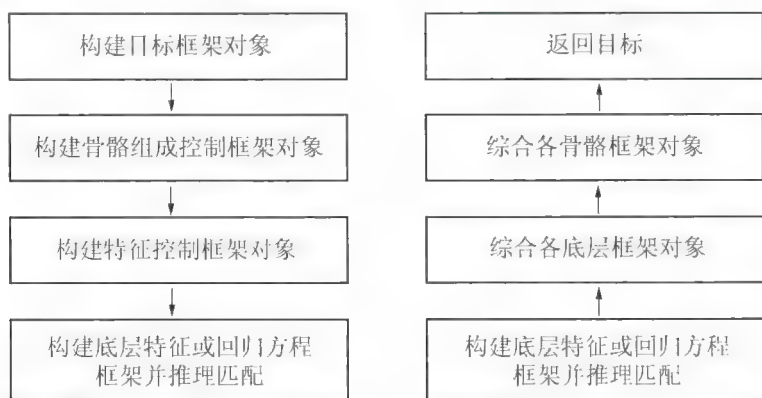 构建目标框架对象
构建骨骼组成控制框架对象
构建特征控制框架对象
构建底层特征或回归方程
框架并推理匹配
返回目标
综合各骨骼框架对象
综合各底层框架对象
构建底层特征或回归方程
框架并推理匹配